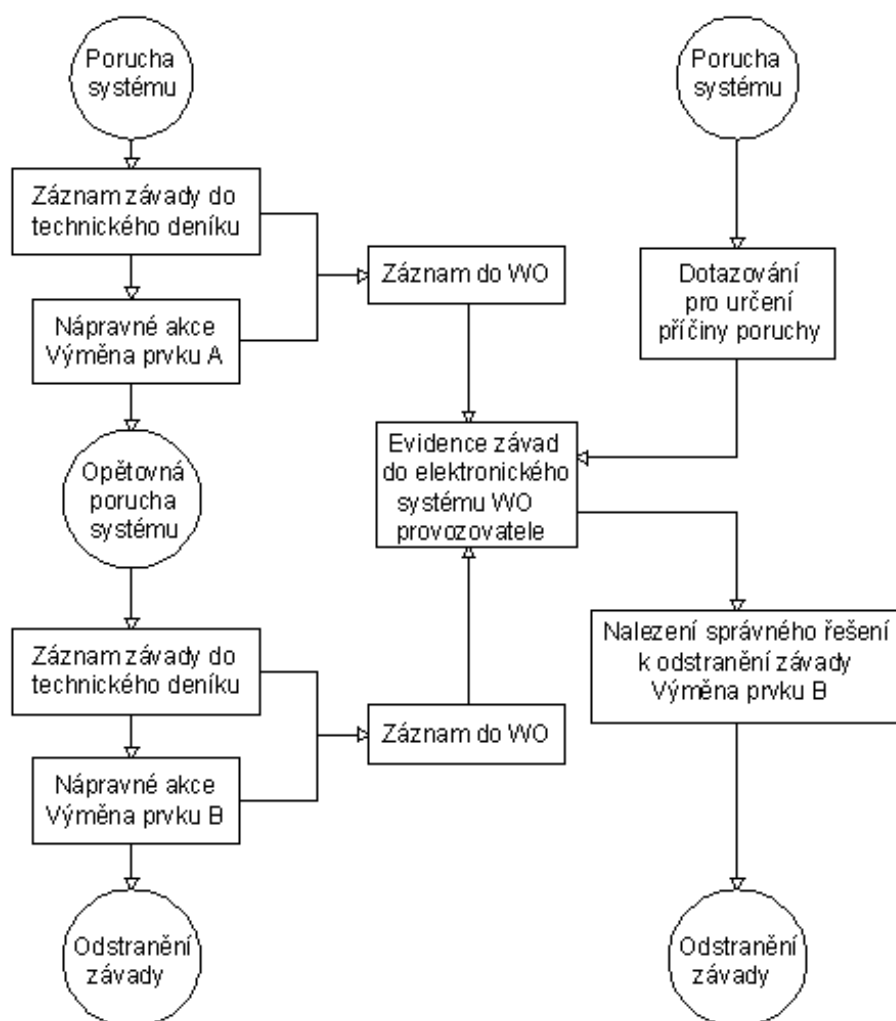 Porucha
systému
Záznam závady do
technického deníku
Nápravné akce
Výměna prvku A
Opětovná
porucha
systému
Záznam závady do
technického deníku
Nápravné akce
Výměna prvku B
Odstranění
závady
Záznam do WO
Evidence závad
do elektronického
systému WO
provozovatele
Záznam do WO
Porucha
systému
Dotazování
pro určení
příčiny poruchy
Nalezení správného řešení
k odstranění závady
Výměna prvku B
Odstranění
závady